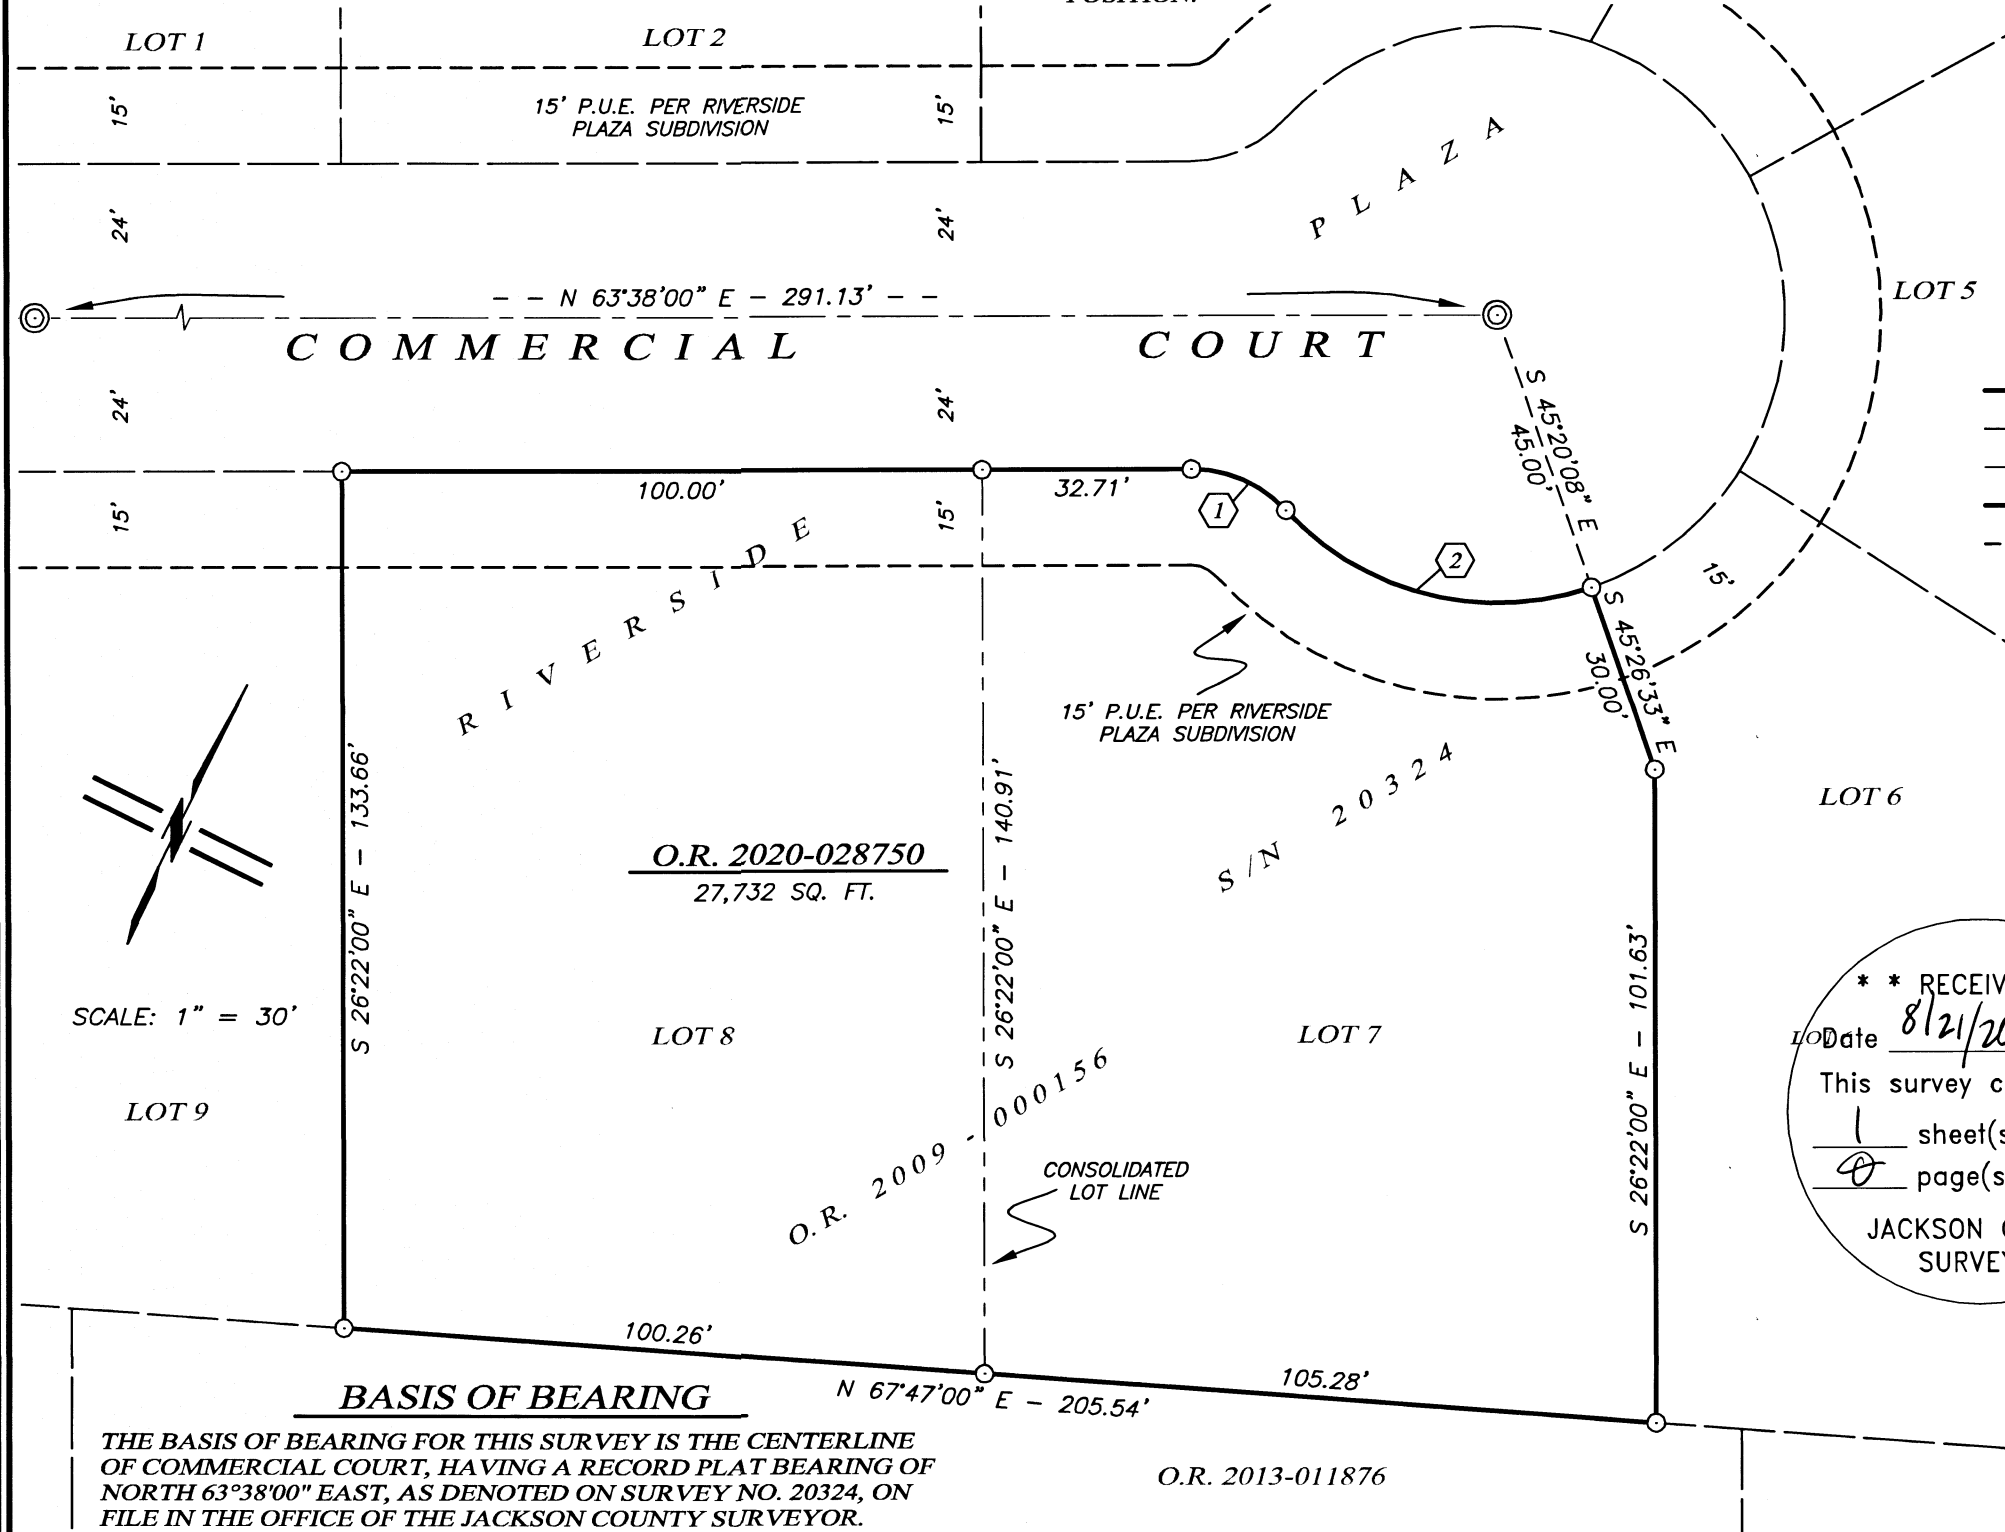 POSITION.
LOT 1
LOT 2
15'
15' P.U.E. PER RIVERSIDE
PLAZA SUBDIVISION
15'
PLAZA
24'
24'
LOT 5
- - N 63°38'00" E - 291.13' - -
COMMERCIAL COURT
24'
24'
S 45°20'08" E
45.00'
100.00'
32.71'
15'
15'
1
2
RIVERSIDE
15'
S 45°26'33" E
30.00'
15' P.U.E. PER RIVERSIDE
PLAZA SUBDIVISION
S/N 20324
S 26°22'00" E - 133.66'
S 26°22'00" E - 140.91'
LOT 6
O.R. 2020-028750
27,732 SQ. FT.
S 26°22'00" E - 101.63'
SCALE: 1" = 30'
LOT 8
LOT 7
LOT 9
O.R. 2009-000156
CONSOLIDATED
LOT LINE
* * RECEIV
Date 8/21/20
This survey c
1 sheet(s
page(s
JACKSON C
SURVEY
100.26'
105.28'
N 67°47'00" E - 205.54'
BASIS OF BEARING
THE BASIS OF BEARING FOR THIS SURVEY IS THE CENTERLINE
OF COMMERCIAL COURT, HAVING A RECORD PLAT BEARING OF
NORTH 63°38'00" EAST, AS DENOTED ON SURVEY NO. 20324, ON
FILE IN THE OFFICE OF THE JACKSON COUNTY SURVEYOR.
O.R. 2013-011876